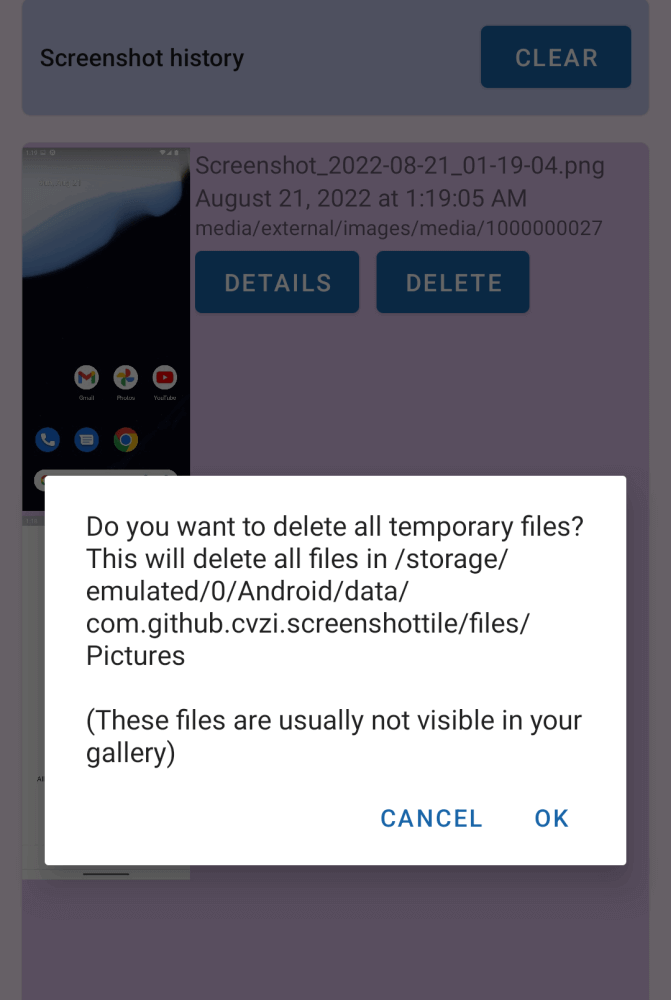 Screenshot history
CLEAR
Screenshot_2022-08-21_01-19-04.png
August 21, 2022 at 1:19:05 AM
media/external/images/media/1000000027
DETAILS
DELETE
Gmail
Photos
YouTube
Do you want to delete all temporary files?
This will delete all files in /storage/
emulated/0/Android/data/
com.github.cvzi.screenshottile/files/
Pictures
(These files are usually not visible in your
gallery)
CANCEL
OK